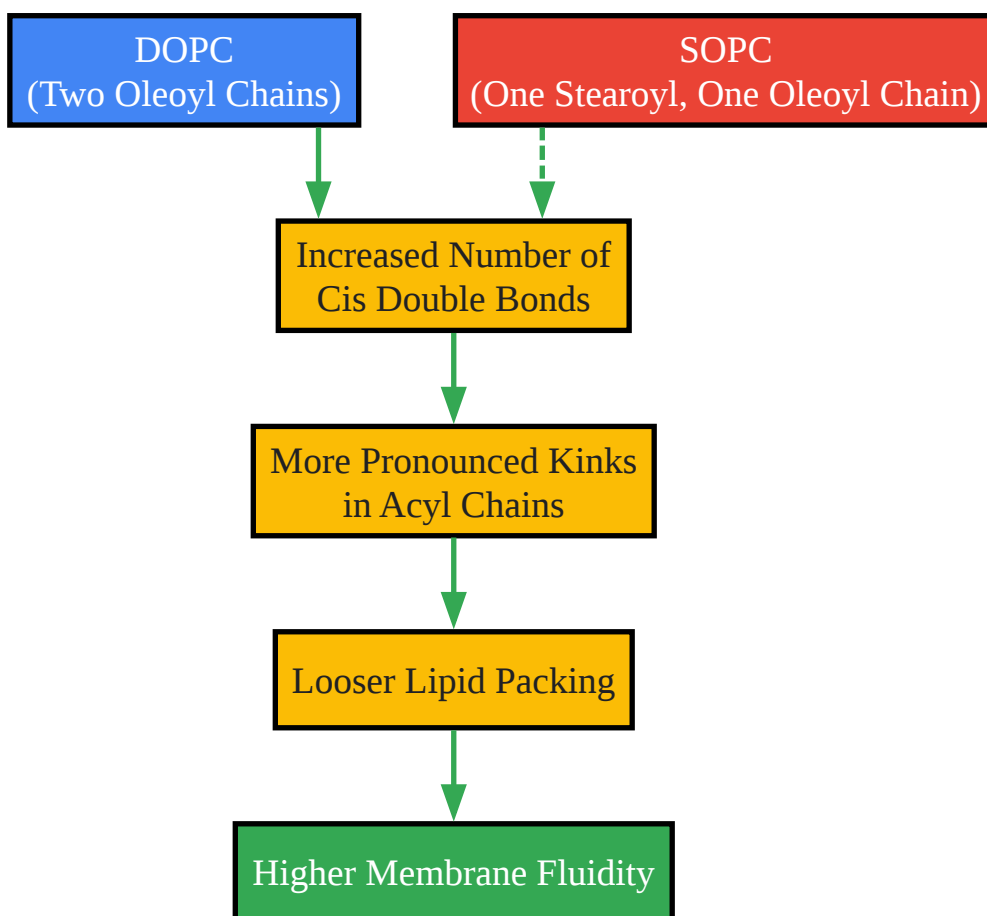 DOPC
(Two Oleoyl Chains)
SOPC
(One Stearoyl, One Oleoyl Chain)
Increased Number of
Cis Double Bonds
More Pronounced Kinks
in Acyl Chains
Looser Lipid Packing
Higher Membrane Fluidity